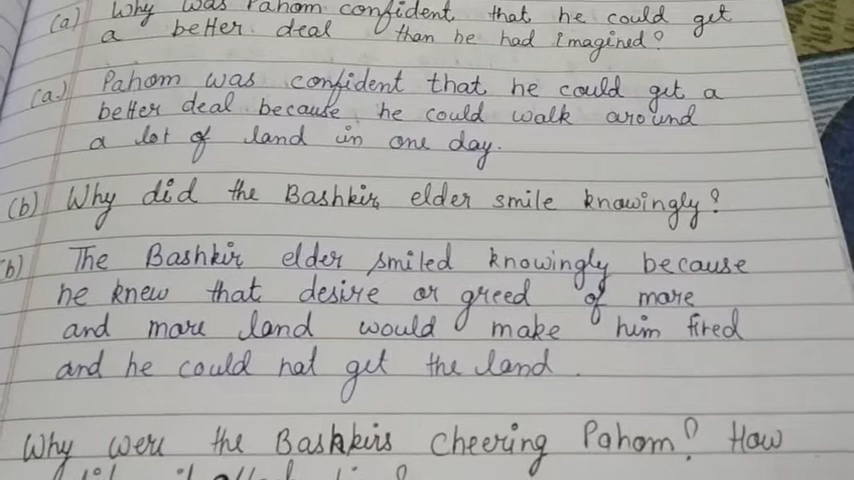 (a) Why was Pahom confident that he could get
a better deal than he had imagined?
(a.) Pahom was confident that he could get a
better deal because he could walk around
a lot of land in one day.
(b) Why did the Bashkir elder smile knowingly?
b) The Bashkir elder smiled knowingly because
he knew that desire or greed of more
and more land would make him tired
and he could not get the land.
Why were the Bashkirs cheering Pahom? How